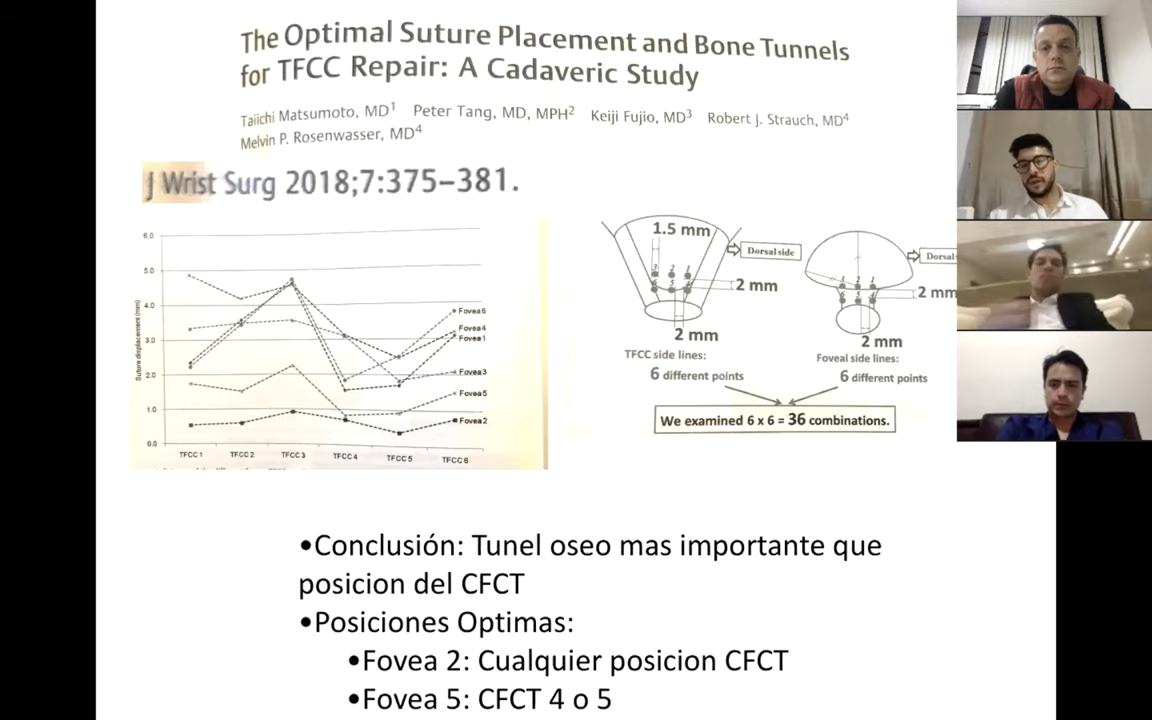 The Optimal Suture Placement and Bone Tunnels
for TFCC Repair: A Cadaveric Study
Taiichi Matsumoto, MD¹ Peter Tang, MD, MPH² Keiji Fujio, MD³ Robert J. Strauch, MD⁴
Melvin P. Rosenwasser, MD⁴
J Wrist Surg 2018;7:375–381.
Suture displacement (mm)
6.0
5.0
4.0
3.0
2.0
1.0
0.0
Fovea6
Fovea4
Fovea1
Fovea3
Fovea5
Fovea2
TFCC1 TFCC2 TFCC3 TFCC4 TFCC5 TFCC6
1.5 mm
Dorsal side
2 mm
2 mm
TFCC side lines:
6 different points
Dorsal
2 mm
2 mm
Foveal side lines:
6 different points
We examined 6 x 6 = 36 combinations.
•Conclusión: Tunel oseo mas importante que
posicion del CFCT
•Posiciones Optimas:
•Fovea 2: Cualquier posicion CFCT
•Fovea 5: CFCT 4 o 5